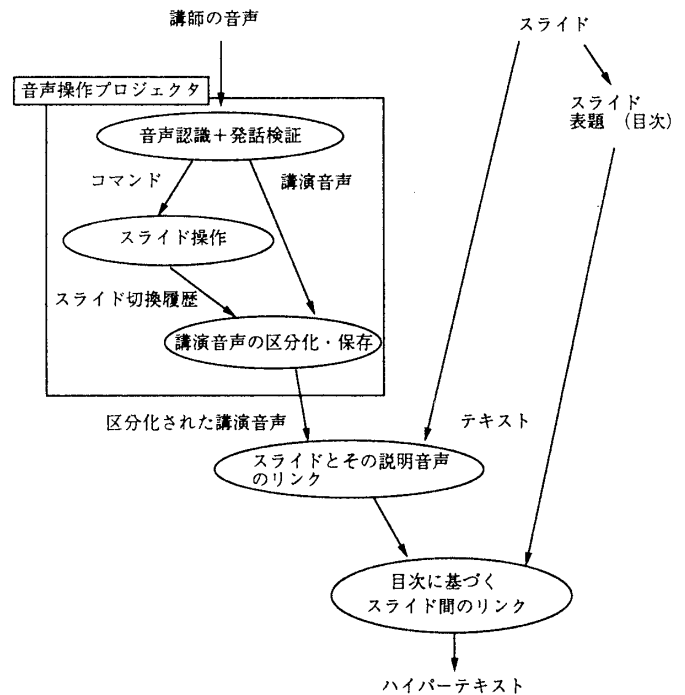 講師の音声
スライド
音声操作プロジェクタ
スライド
表題 (目次)
音声認識+発話検証
コマンド
講演音声
スライド操作
スライド切換履歴
講演音声の区分化・保存
区分化された講演音声
テキスト
スライドとその説明音声
のリンク
目次に基づく
スライド間のリンク
ハイパーテキスト